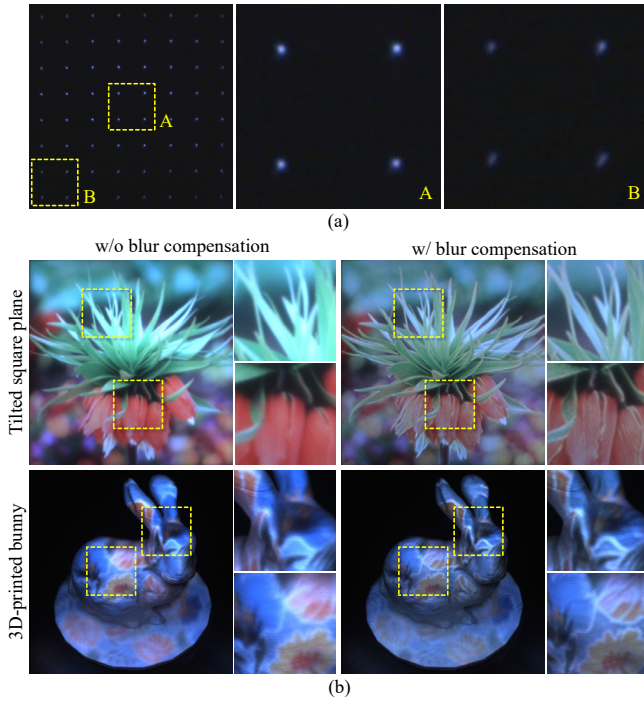 A
B
A
B
(a)
w/o blur compensation
w/ blur compensation
Tilted square plane
3D-printed bunny
(b)